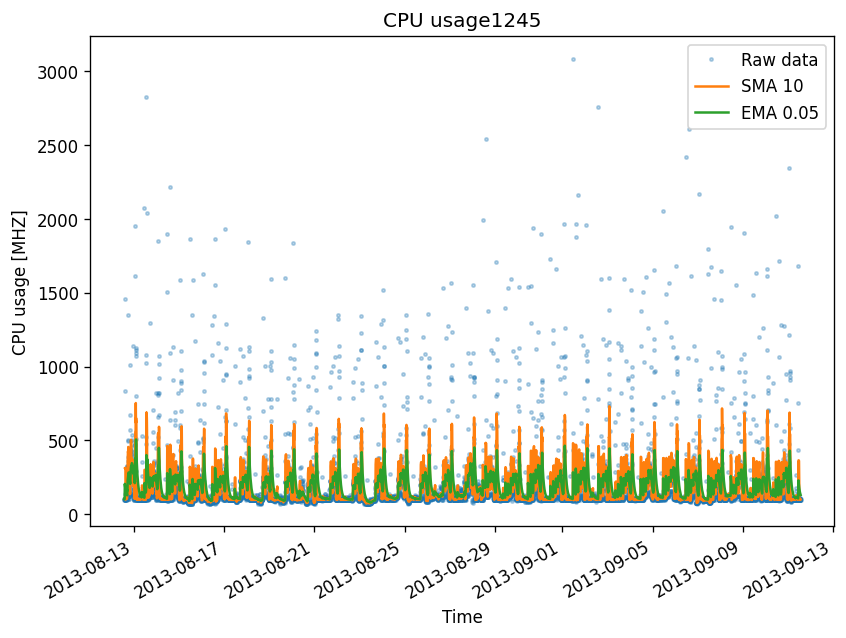 CPU usage1245
Raw data
SMA 10
EMA 0.05
CPU usage [MHZ]
3000
2500
2000
1500
1000
500
0
2013-08-13
2013-08-17
2013-08-21
2013-08-25
2013-08-29
2013-09-01
2013-09-05
2013-09-09
2013-09-13
Time